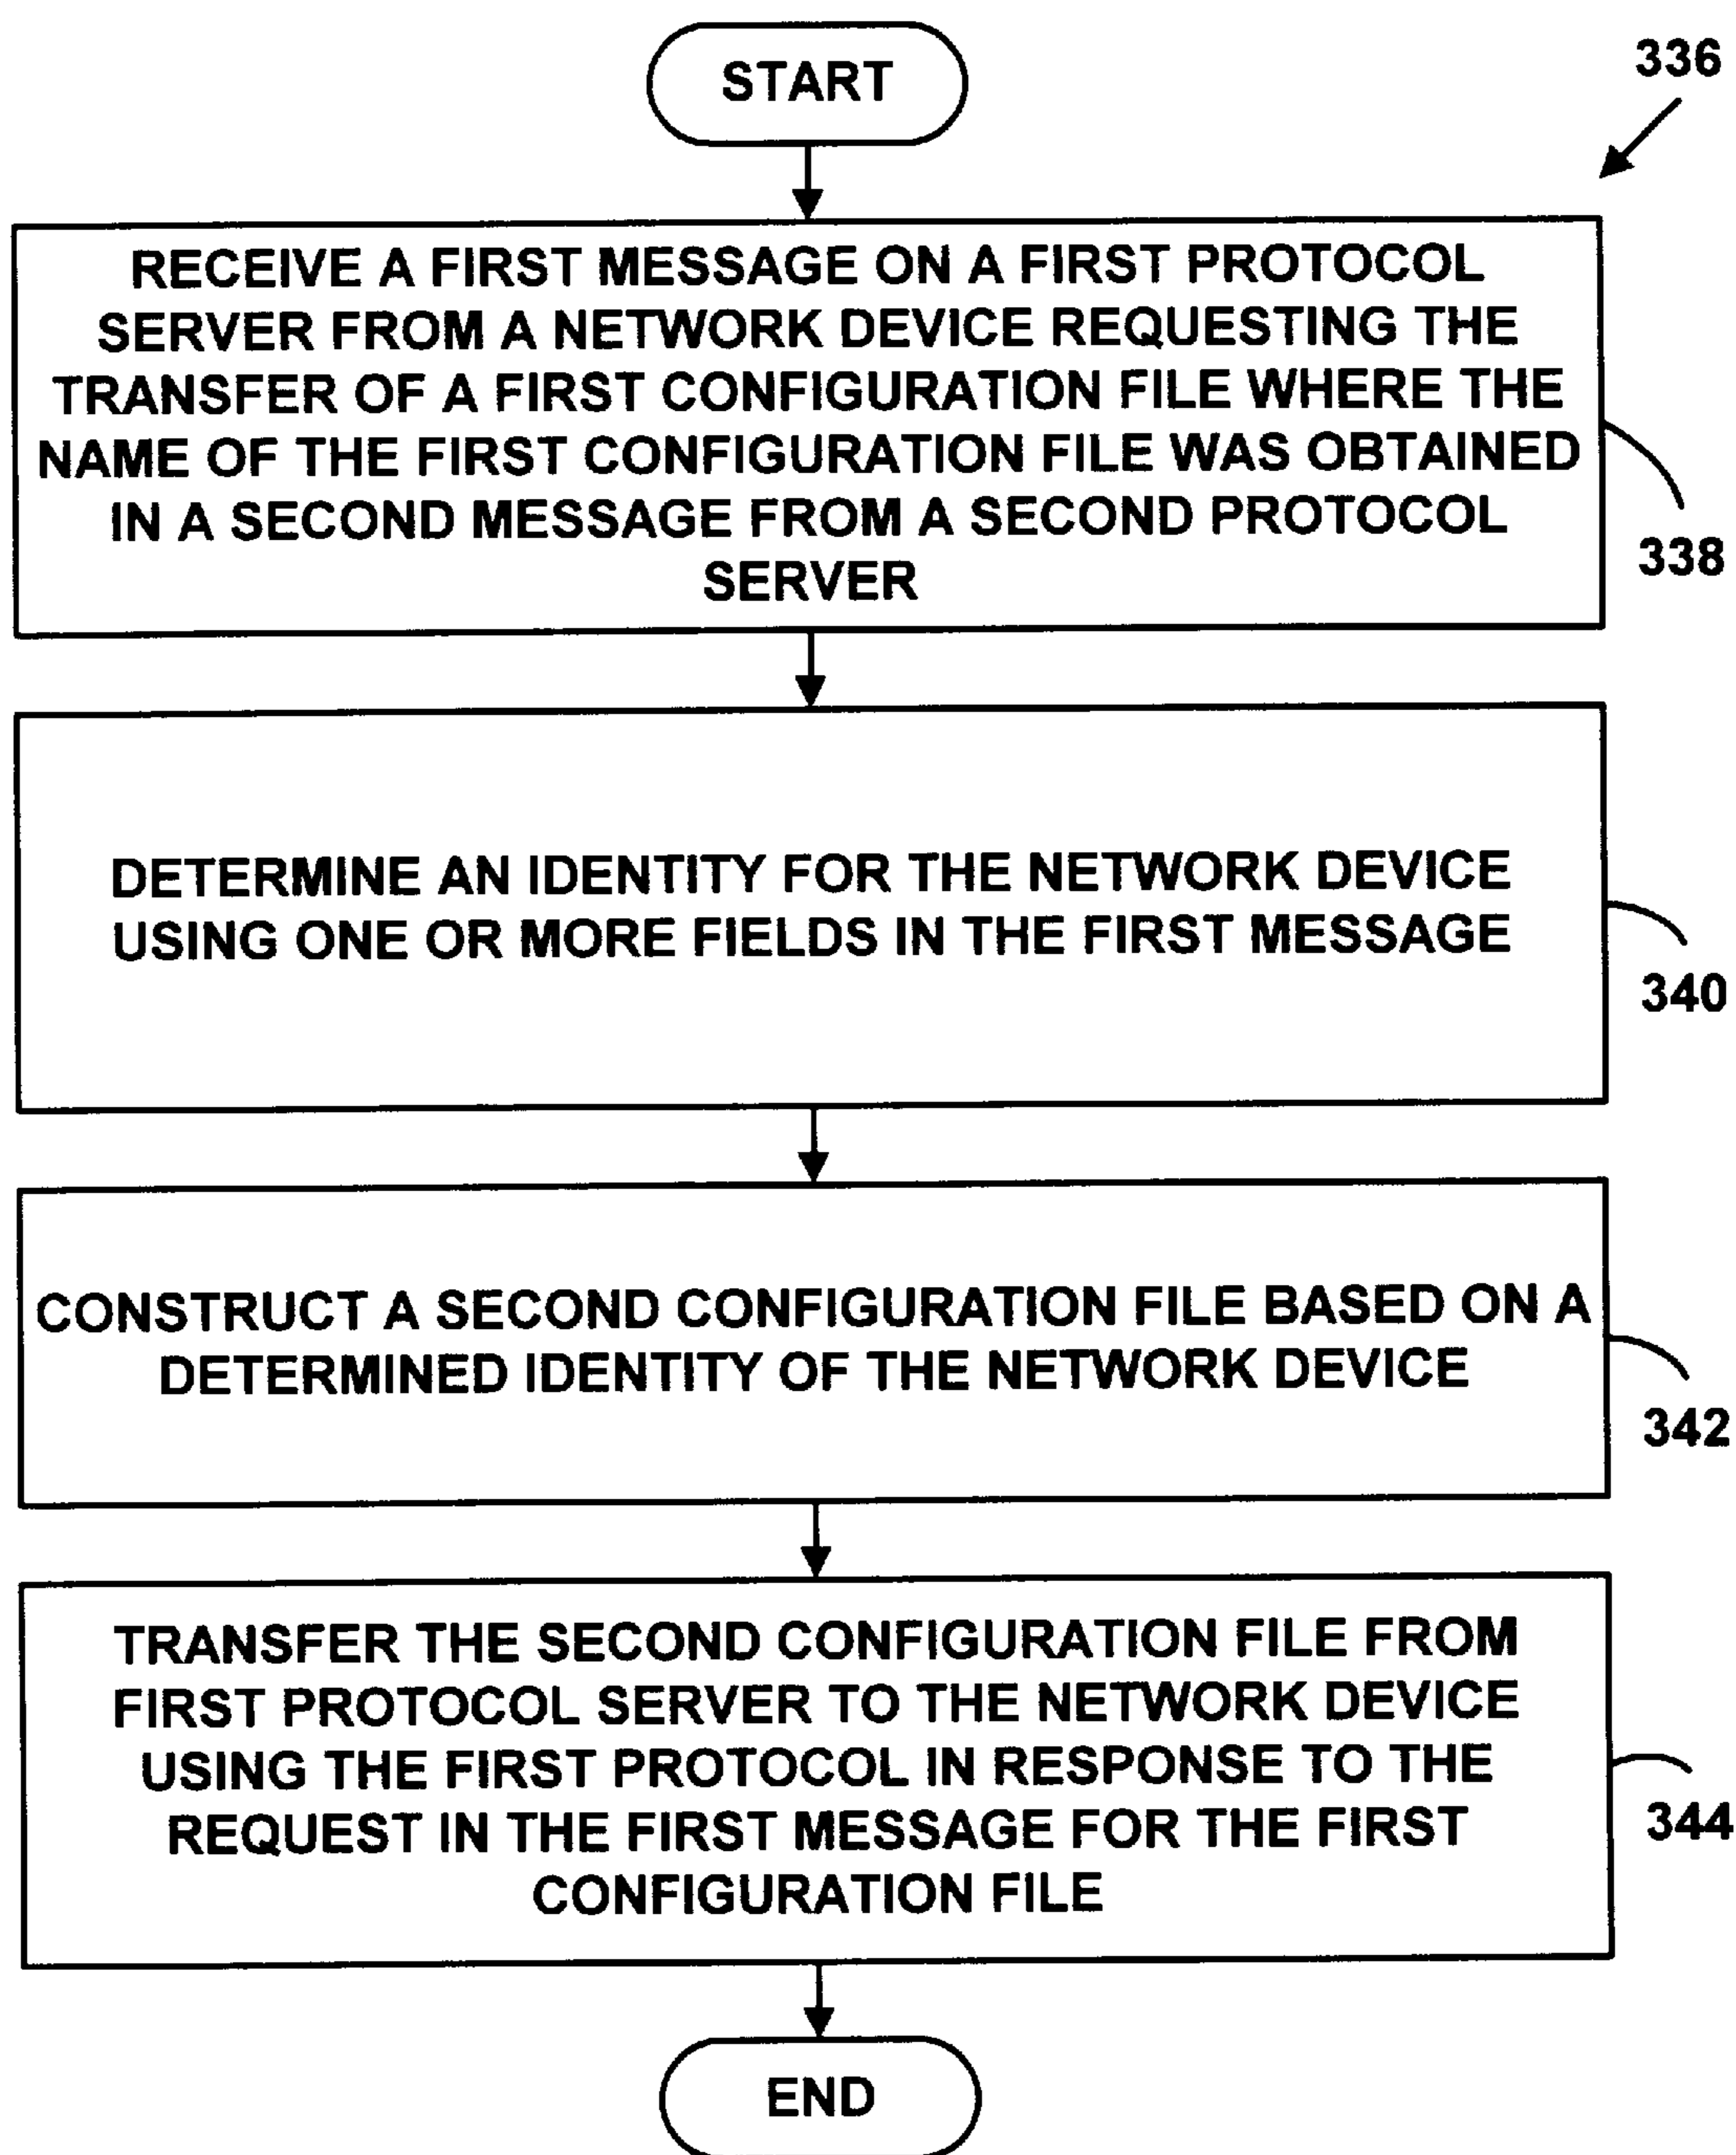 START
336
RECEIVE A FIRST MESSAGE ON A FIRST PROTOCOL
SERVER FROM A NETWORK DEVICE REQUESTING THE
TRANSFER OF A FIRST CONFIGURATION FILE WHERE THE
NAME OF THE FIRST CONFIGURATION FILE WAS OBTAINED
IN A SECOND MESSAGE FROM A SECOND PROTOCOL
SERVER
338
DETERMINE AN IDENTITY FOR THE NETWORK DEVICE
USING ONE OR MORE FIELDS IN THE FIRST MESSAGE
340
CONSTRUCT A SECOND CONFIGURATION FILE BASED ON A
DETERMINED IDENTITY OF THE NETWORK DEVICE
342
TRANSFER THE SECOND CONFIGURATION FILE FROM
FIRST PROTOCOL SERVER TO THE NETWORK DEVICE
USING THE FIRST PROTOCOL IN RESPONSE TO THE
REQUEST IN THE FIRST MESSAGE FOR THE FIRST
CONFIGURATION FILE
344
END